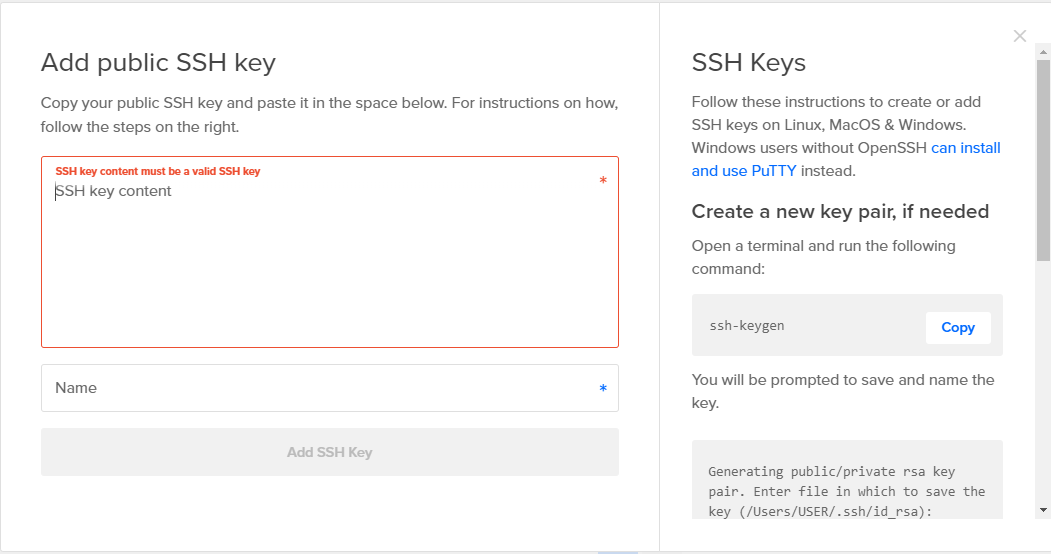 Add public SSH key
Copy your public SSH key and paste it in the space below. For instructions on how,
follow the steps on the right.
SSH key content must be a valid SSH key
SSH key content
*
Name
*
Add SSH Key
SSH Keys
Follow these instructions to create or add
SSH keys on Linux, MacOS & Windows.
Windows users without OpenSSH can install
and use PuTTY instead.
Create a new key pair, if needed
Open a terminal and run the following
command:
ssh-keygen
Copy
You will be prompted to save and name the
key.
Generating public/private rsa key
pair. Enter file in which to save the
key (/Users/USER/.ssh/id_rsa):